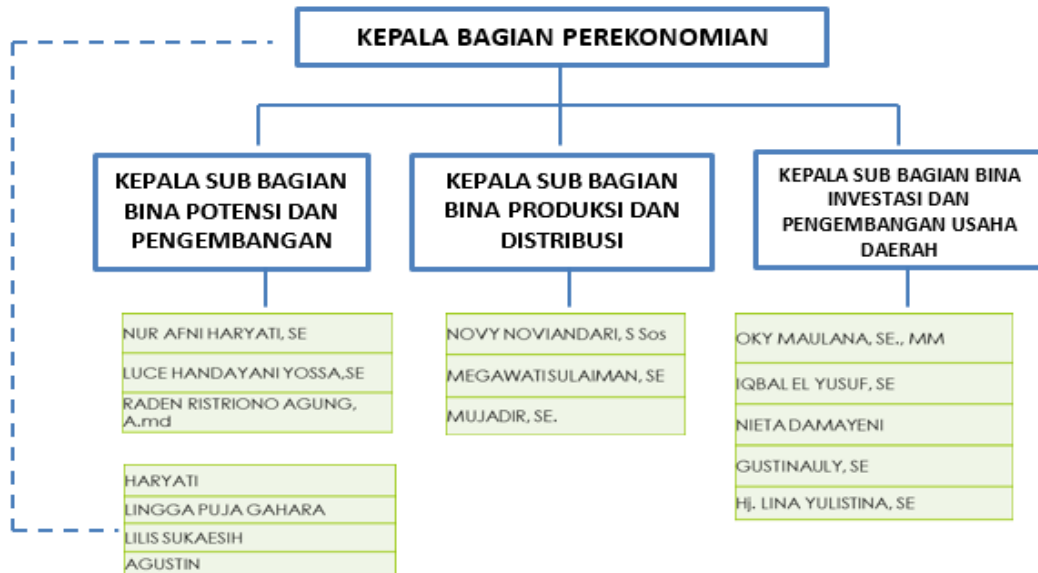 KEPALA BAGIAN PEREKONOMIAN
KEPALA SUB BAGIAN
BINA POTENSI DAN
PENGEMBANGAN
KEPALA SUB BAGIAN
BINA PRODUKSI DAN
DISTRIBUSI
KEPALA SUB BAGIAN BINA
INVESTASI DAN
PENGEMBANGAN USAHA
DAERAH
NUR AFNI HARYATI, SE
LUCE HANDAYANI YOSSA,SE
RADEN RISTRIONO AGUNG,
A.md
NOVY NOVIANDARI, S Sos
MEGAWATI SULAIMAN, SE
MUJADIR, SE.
OKY MAULANA, SE., MM
IQBAL EL YUSUF, SE
NIETA DAMAYENI
GUSTINAULY, SE
Hj. LINA YULISTINA, SE
HARYATI
LINGGA PUJA GAHARA
LILIS SUKAESIH
AGUSTIN